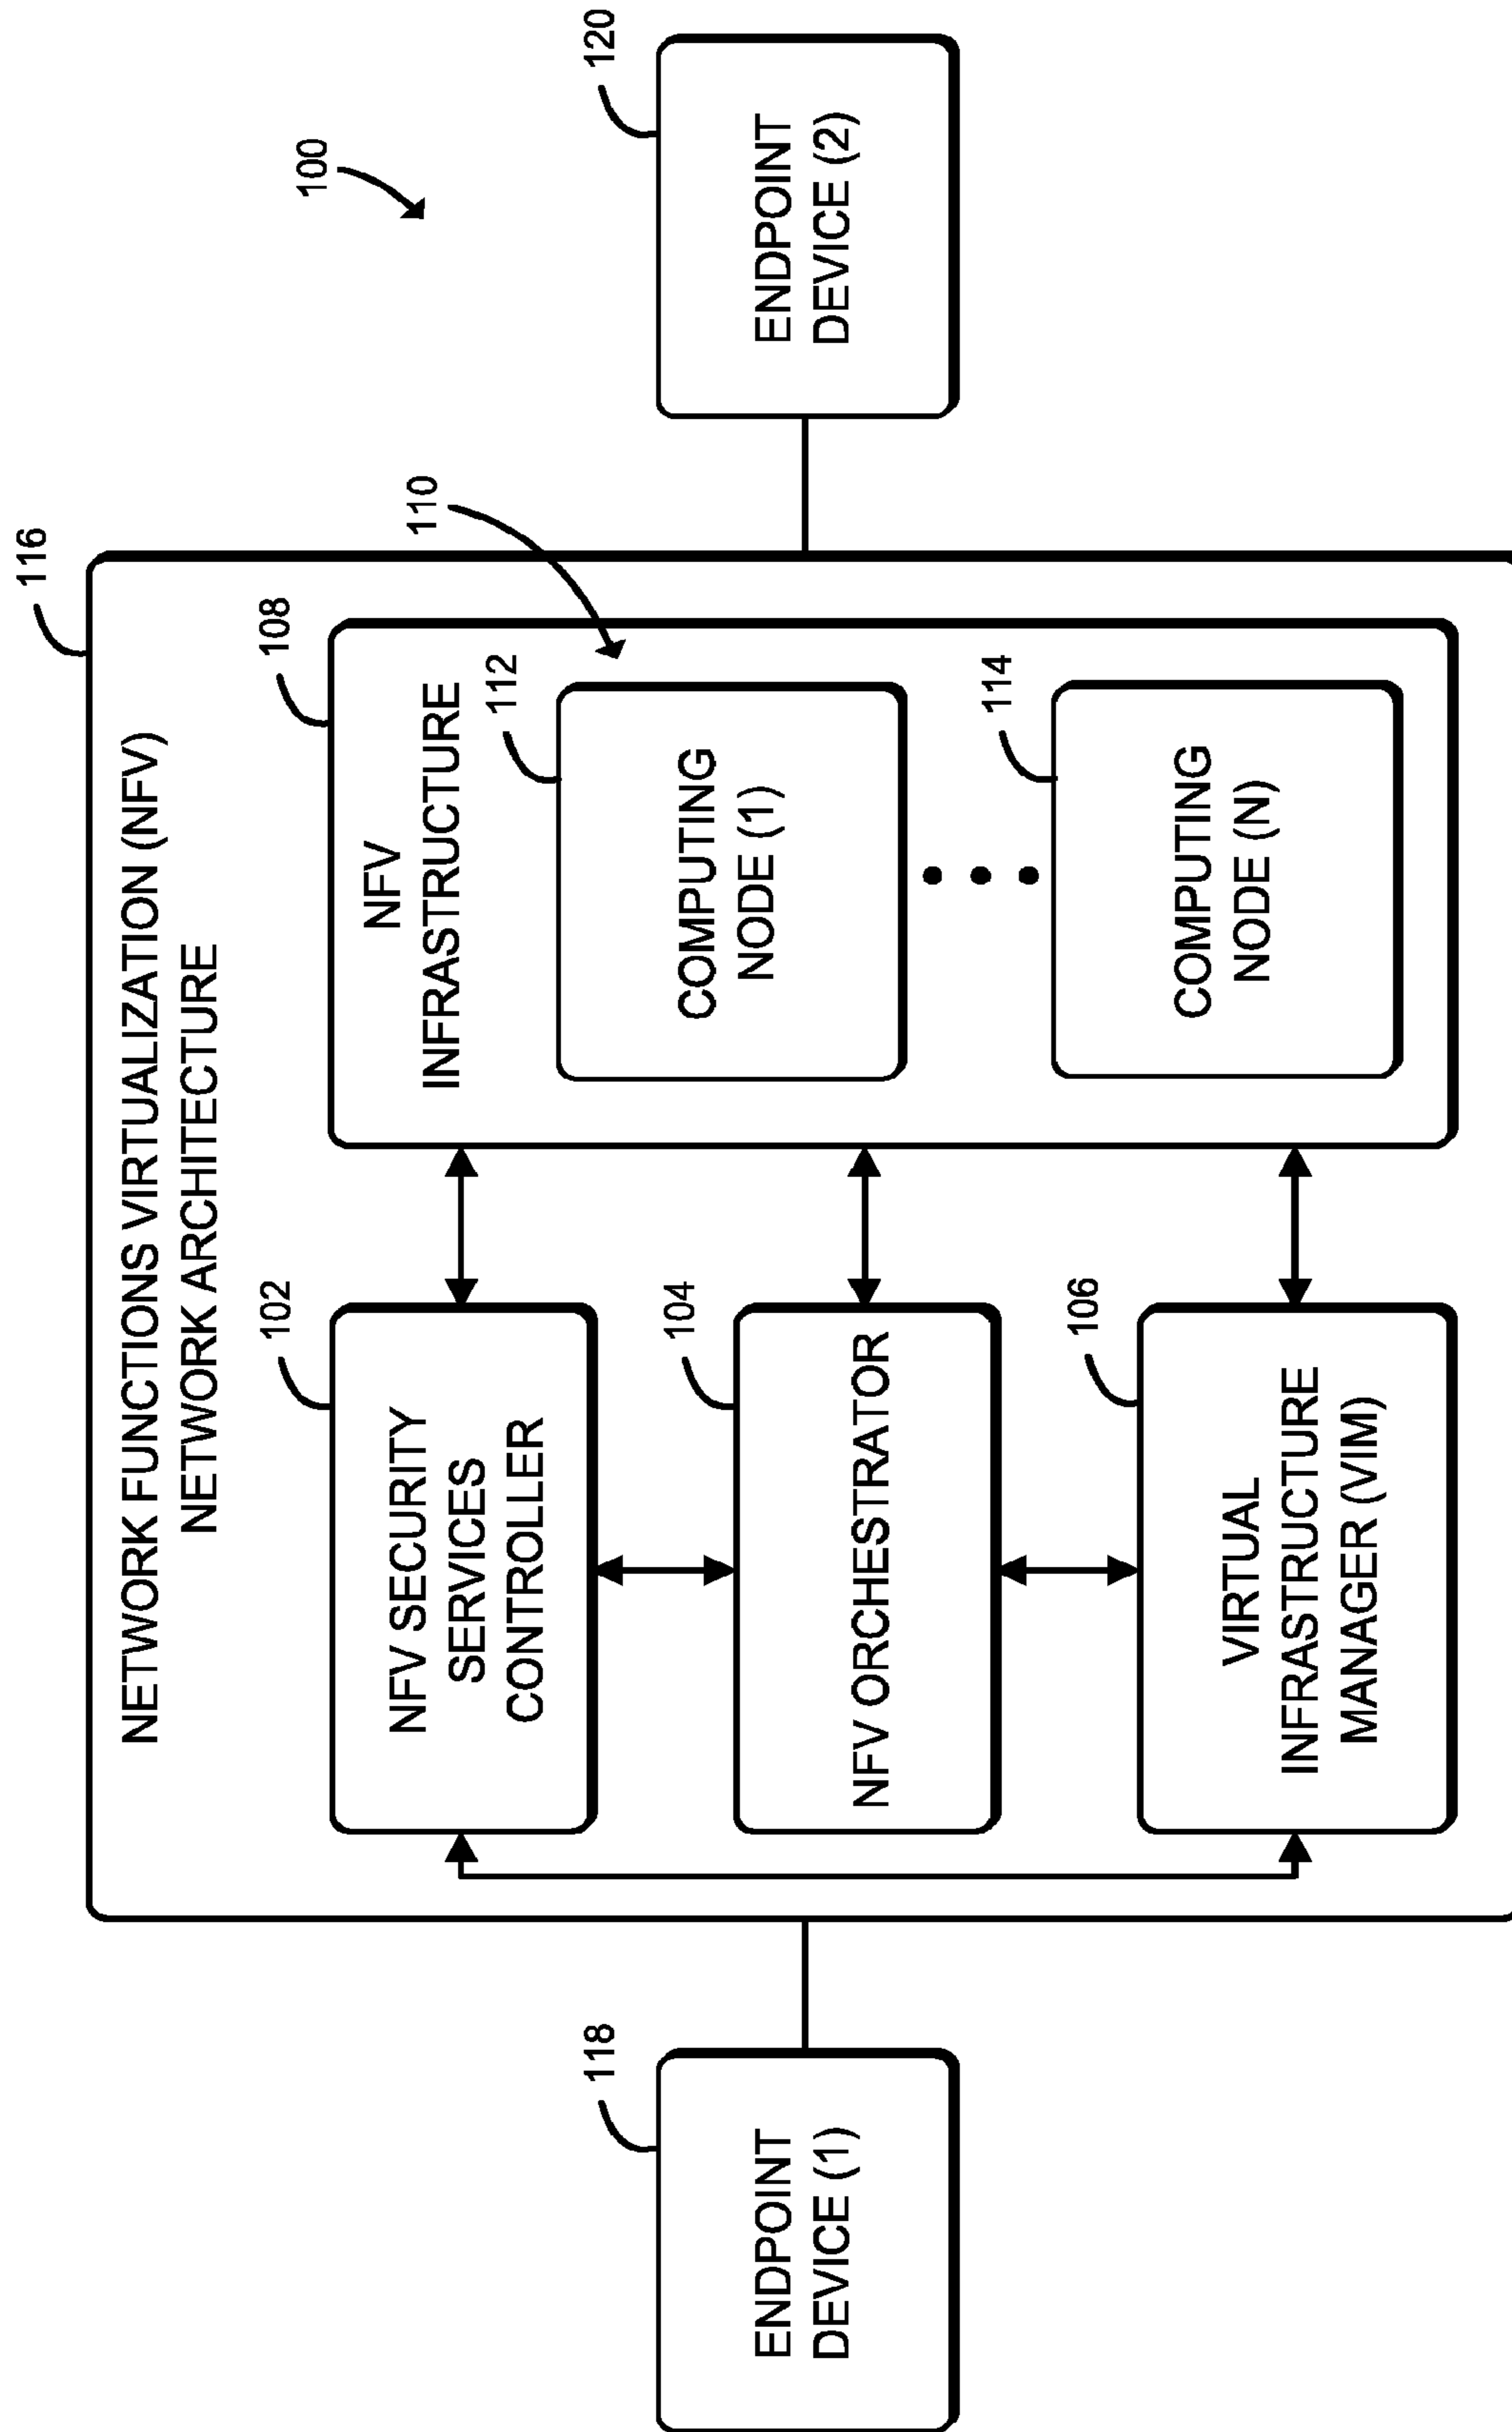 100
116
NETWORK FUNCTIONS VIRTUALIZATION (NFV)
NETWORK ARCHITECTURE
118
ENDPOINT
DEVICE (1)
102
NFV SECURITY
SERVICES
CONTROLLER
104
NFV ORCHESTRATOR
106
VIRTUAL
INFRASTRUCTURE
MANAGER (VIM)
108
NFV
INFRASTRUCTURE
110
112
COMPUTING
NODE (1)
114
COMPUTING
NODE (N)
120
ENDPOINT
DEVICE (2)